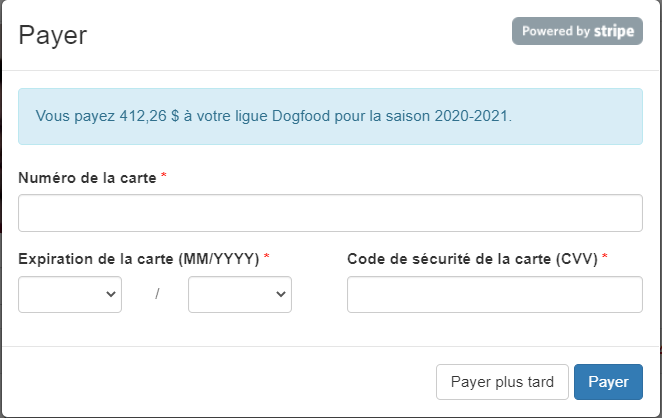 Payer
Powered by stripe
Vous payez 412,26 $ à votre ligue Dogfood pour la saison 2020-2021.
Numéro de la carte *
Expiration de la carte (MM/YYYY) *
Code de sécurité de la carte (CVV) *
/
Payer plus tard
Payer